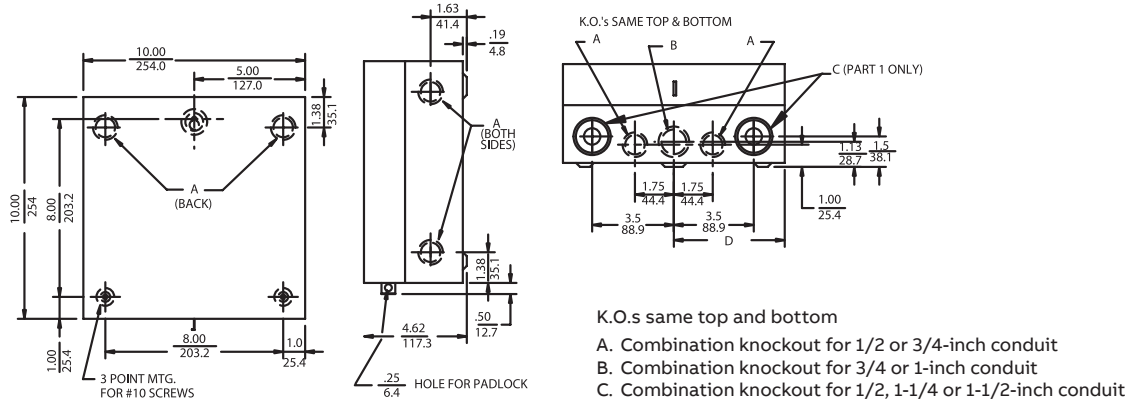 10.00
254.0
5.00
127.0
1.38
35.1
10.00
254
8.00
203.2
A
(BACK)
1.00
25.4
8.00
203.2
1.0
25.4
3 POINT MTG.
FOR #10 SCREWS
1.63
41.4
.19
4.8
A
(BOTH
SIDES)
1.38
35.1
.50
12.7
4.62
117.3
.25
6.4
HOLE FOR PADLOCK
K.O.'s SAME TOP & BOTTOM
A
B
A
C (PART 1 ONLY)
1.13
28.7
1.5
38.1
1.75
44.4
1.75
44.4
1.00
25.4
3.5
88.9
3.5
88.9
D
K.O.s same top and bottom
A. Combination knockout for 1/2 or 3/4-inch conduit
B. Combination knockout for 3/4 or 1-inch conduit
C. Combination knockout for 1/2, 1-1/4 or 1-1/2-inch conduit